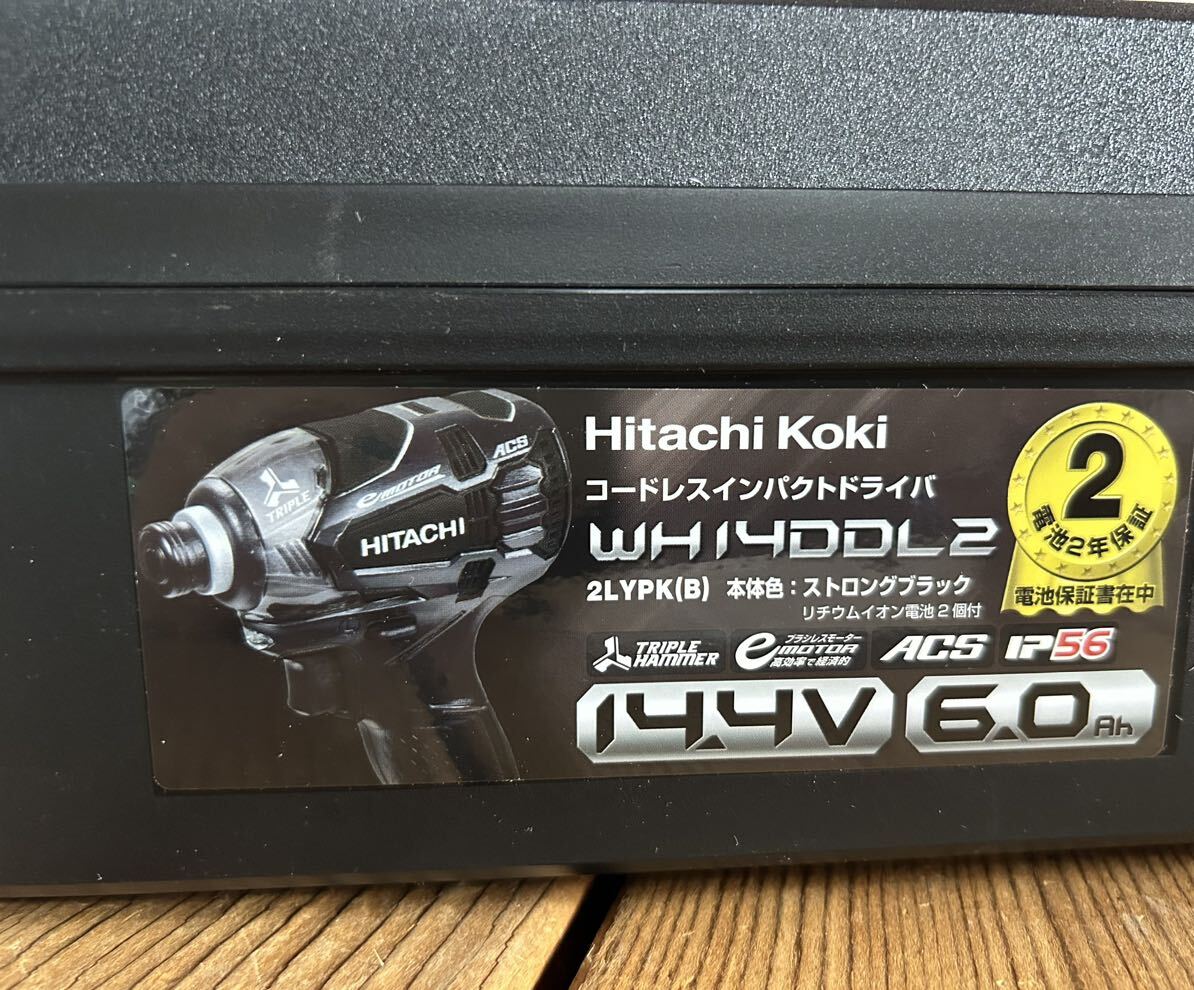 Hitachi Koki
コードレスインパクトドライバ
WH14DDL2
2LYPK(B) 本体色：ストロングブラック
リチウムイオン電池2個付
TRIPLE HAMMER
ブラシレスモーター
e MOTOR
高効率で経済的
ACS
IP56
14.4V
6.0Ah
2
電池2年保証
電池保証書在中
ACS
e MOTOR
TRIPLE
HITACHI